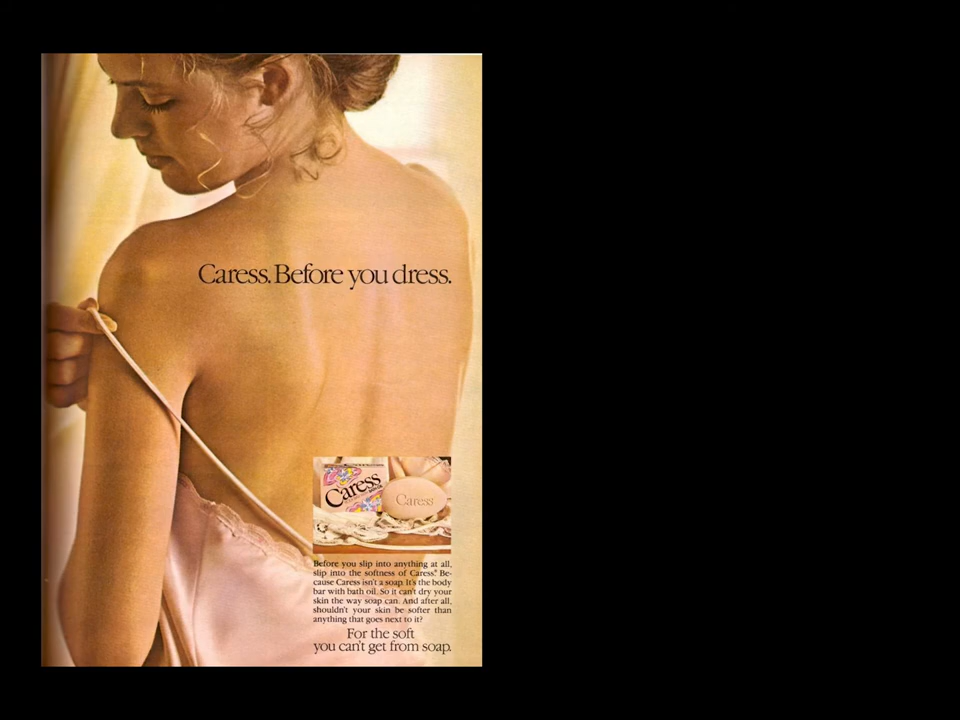 Caress. Before you dress.
Caress
Caress
Before you slip into anything at all,
slip into the softness of Caress.® Be-
cause Caress isn't a soap. It's the body
bar with bath oil. So it can't dry your
skin the way soap can. And after all,
shouldn't your skin be softer than
anything that goes next to it?
For the soft
you can't get from soap.